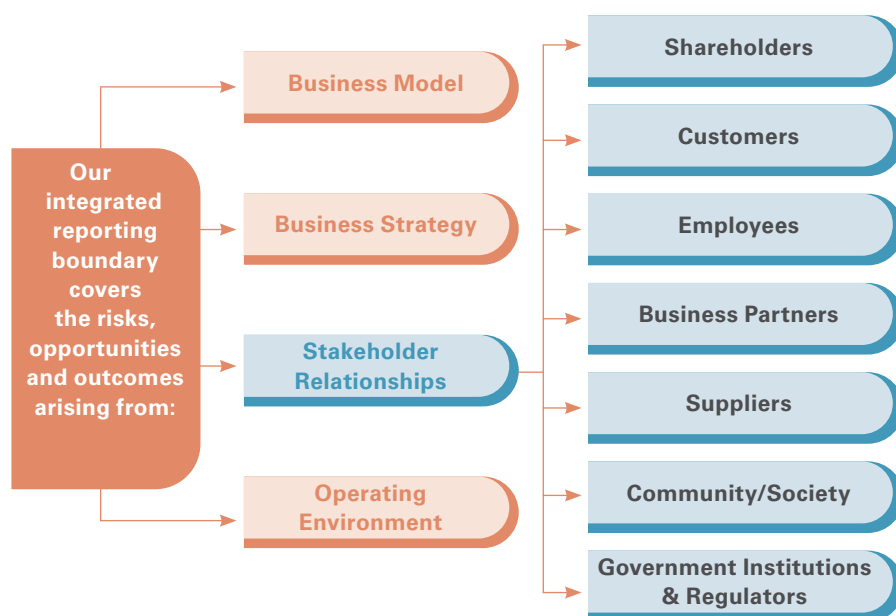 Our
integrated
reporting
boundary
covers
the risks,
opportunities
and outcomes
arising from:
Business Model
Business Strategy
Stakeholder
Relationships
Operating
Environment
Shareholders
Customers
Employees
Business Partners
Suppliers
Community/Society
Government Institutions
& Regulators